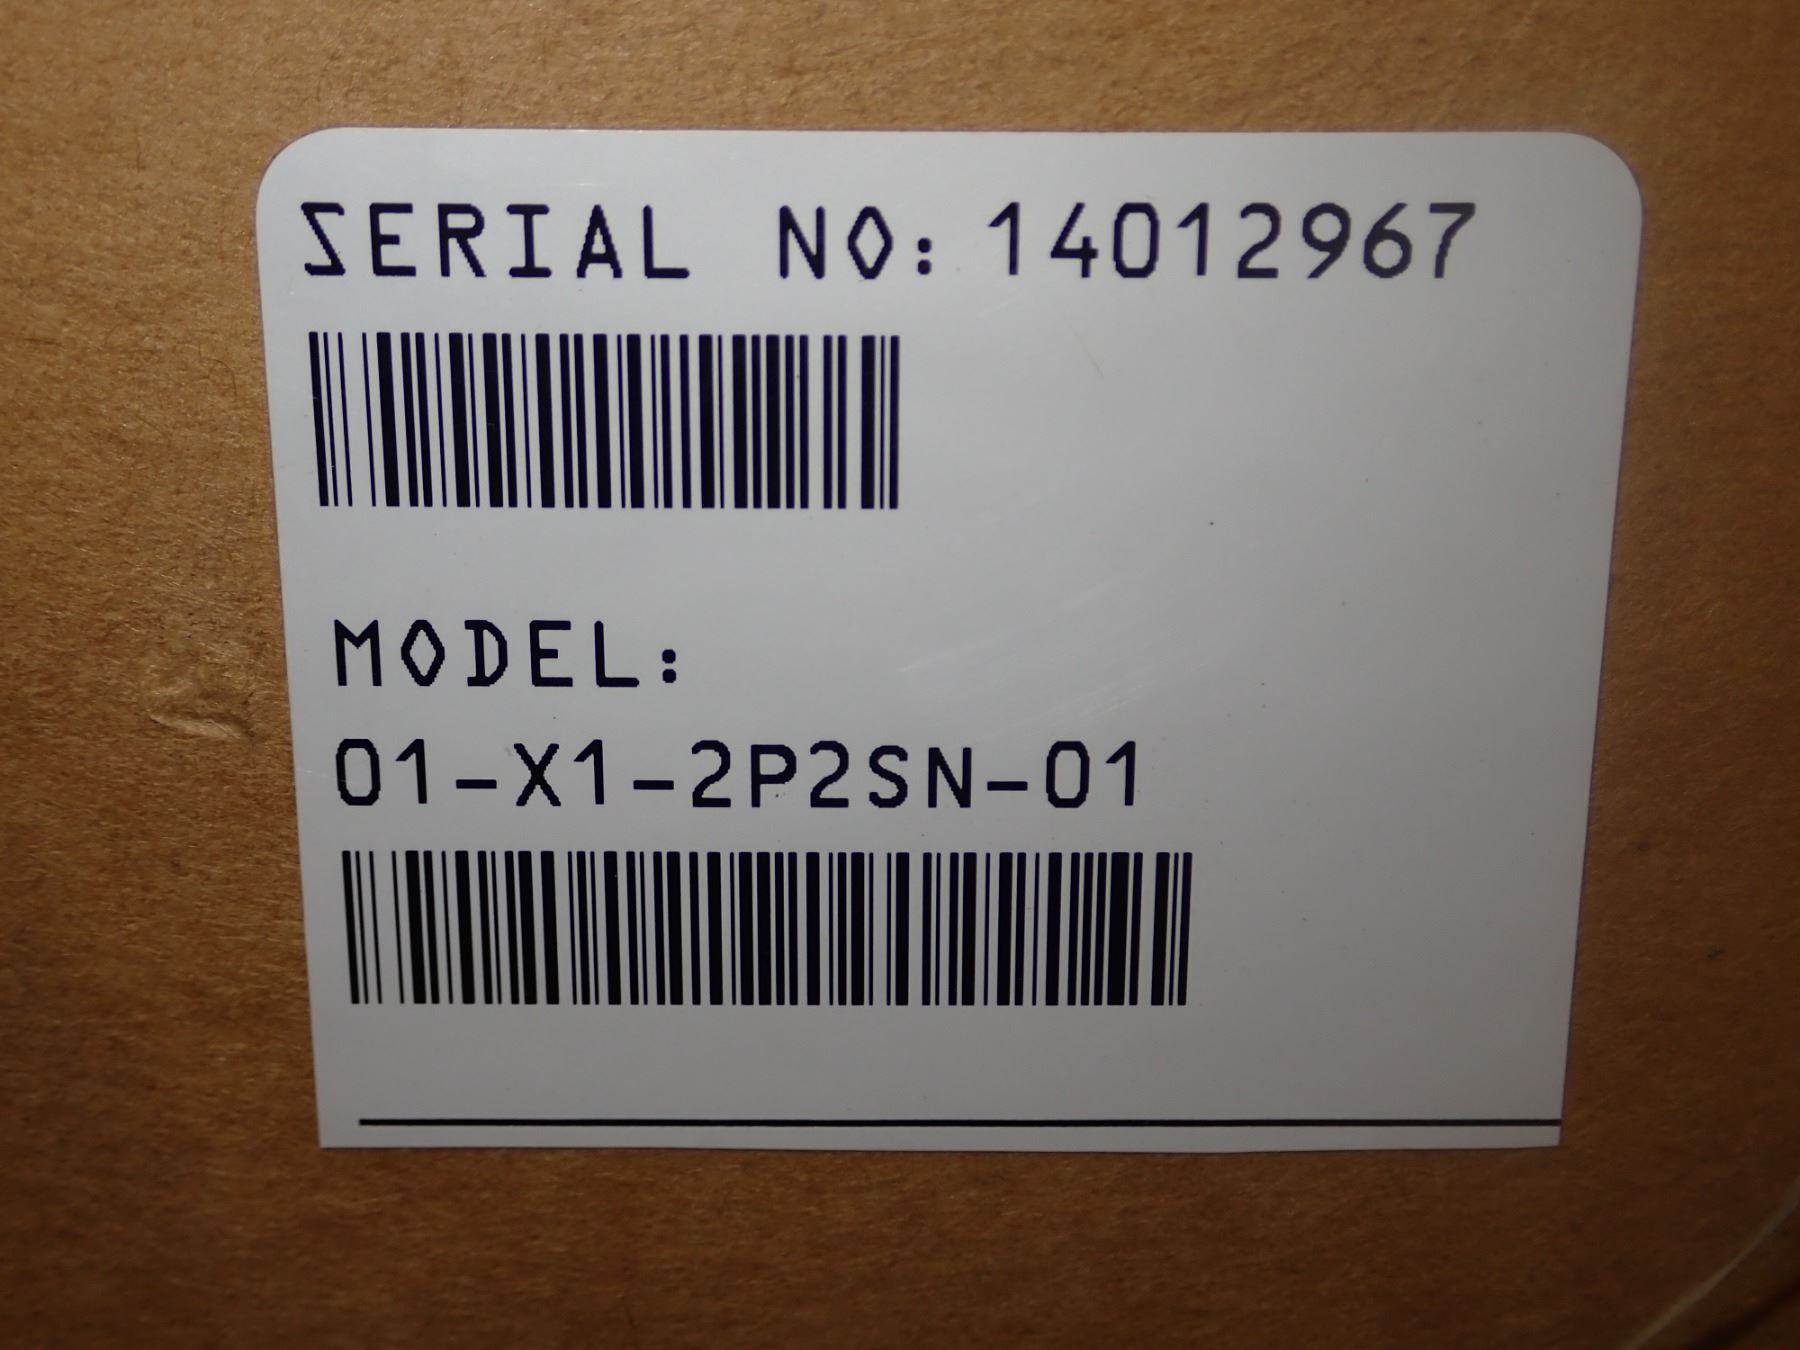 SERIAL NO: 14012967
MODEL:
01-X1-2P2SN-01